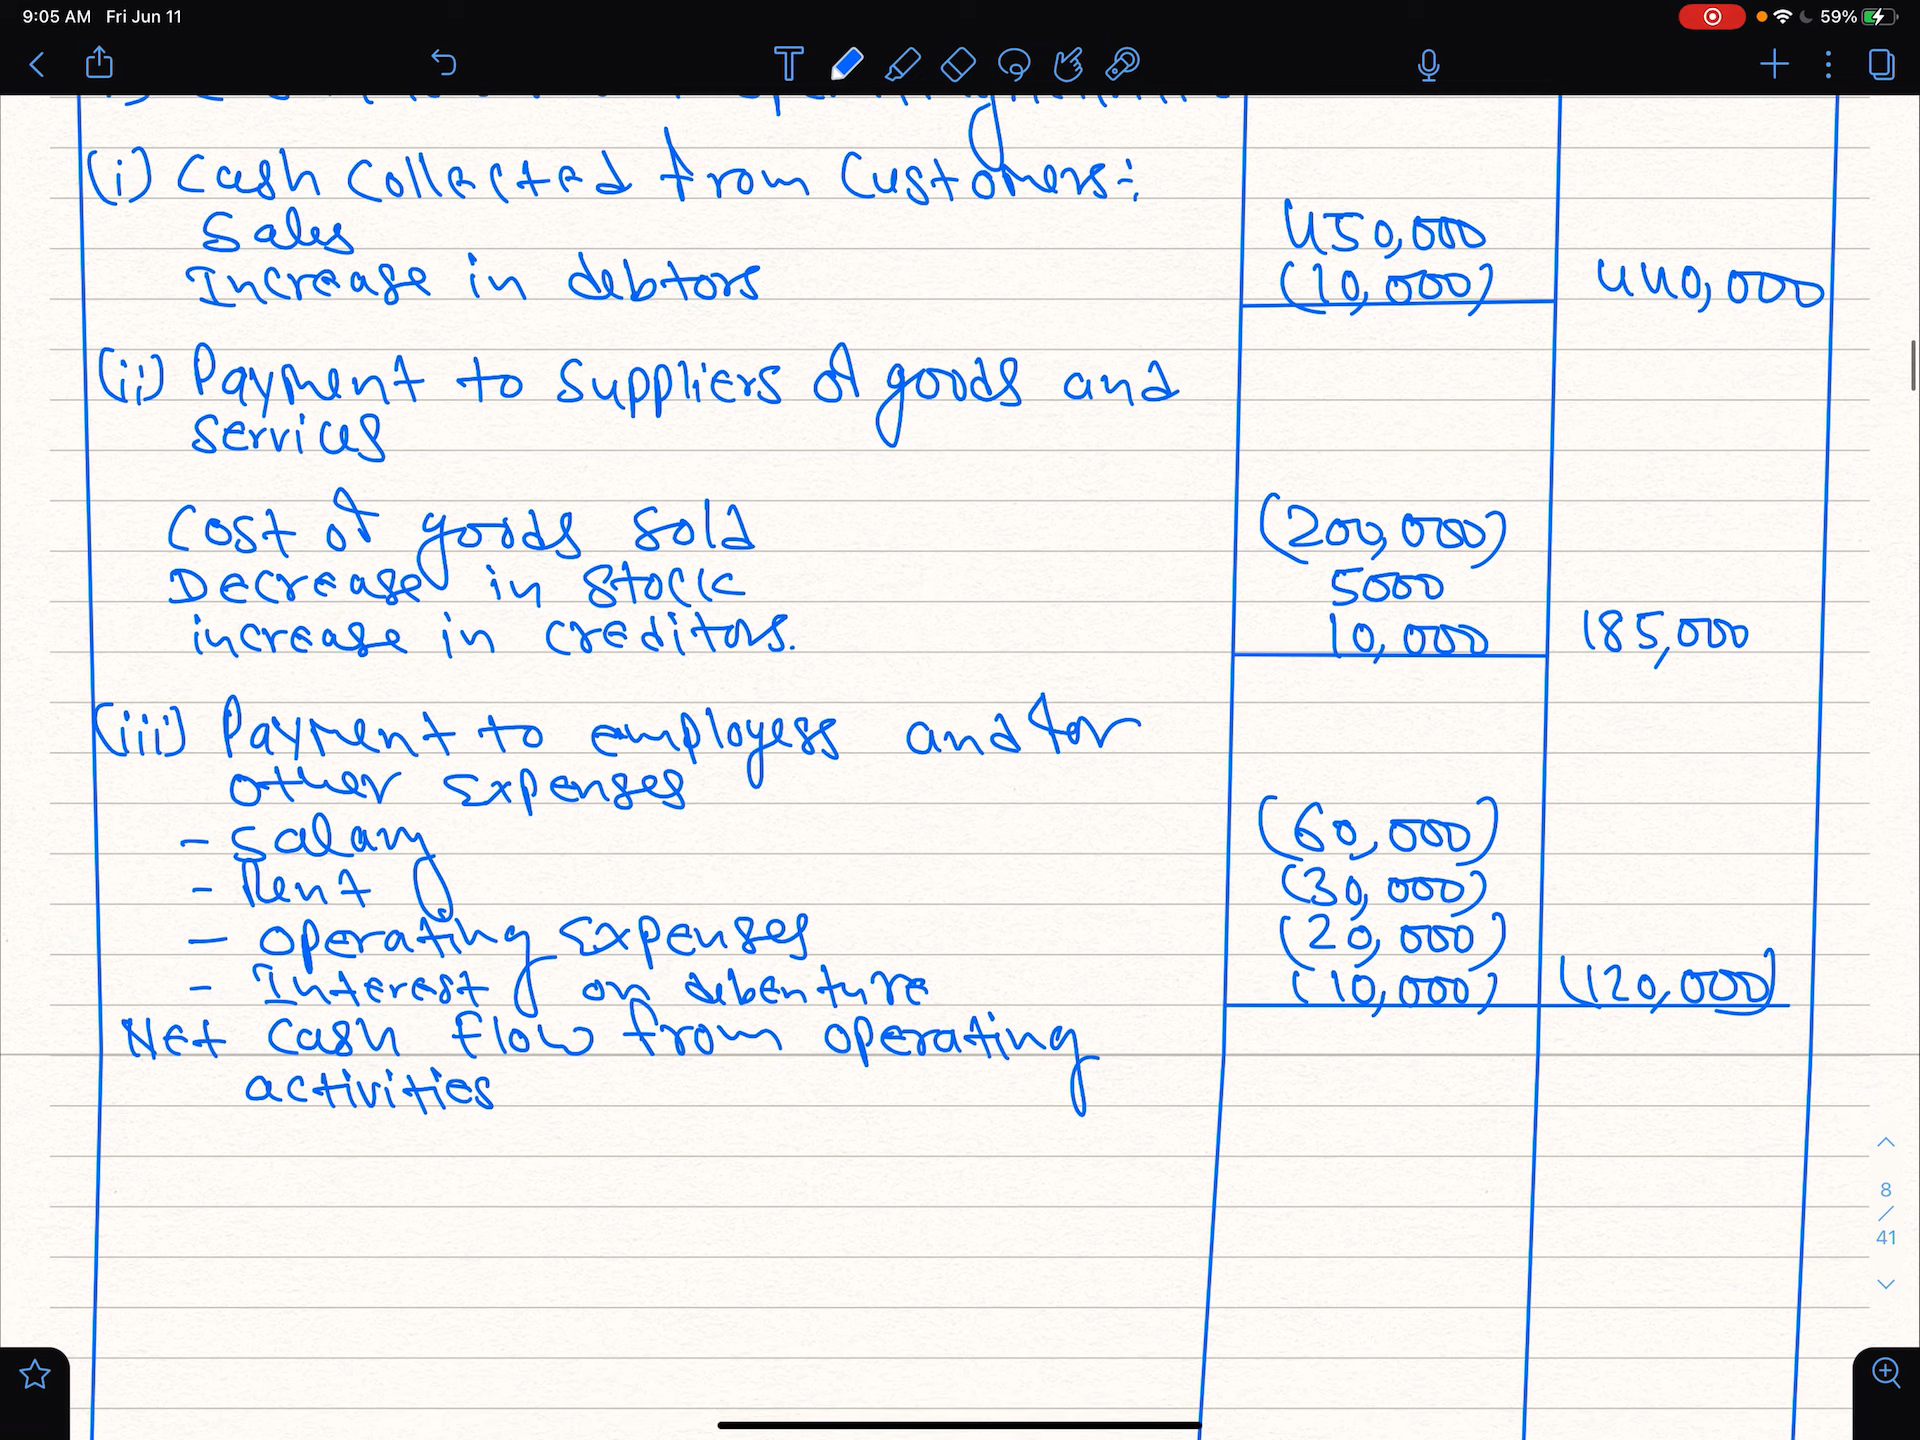 9:05 AM Fri Jun 11
59%
(i) Cash Collected from Customers:
Sales 450,000
Increase in debtors (10,000) 440,000
(ii) Payment to suppliers of goods and
services
Cost of goods sold (200,000)
Decrease in stock 5000
increase in creditors. 10,000 185,000
(iii) Payment to employess and for
other expenses
- Salary (60,000)
- Rent (30,000)
- Operating Expenses (20,000)
- Interest on debenture (10,000) (120,000)
Net cash flow from operating
activities
8
/
41